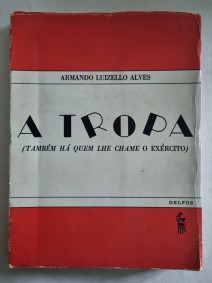 ARMANDO LUIZELLO ALVES
A TROPA
(TAMBÉM HÁ QUEM LHE CHAME O EXÉRCITO)
DELFOS